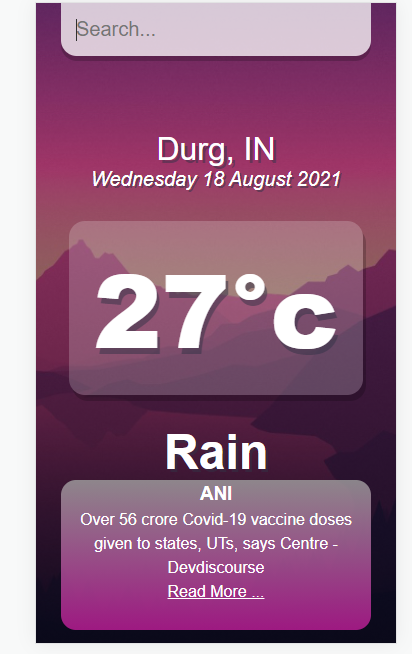 Search...
Durg, IN
Wednesday 18 August 2021
27°c
Rain
ANI
Over 56 crore Covid-19 vaccine doses
given to states, UTs, says Centre -
Devdiscourse
Read More ...